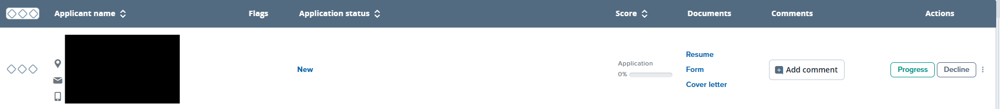 Applicant name Flags Application status Score Documents Comments Actions
New
Application
0%
Resume
Form
Cover letter
Add comment
Progress Decline